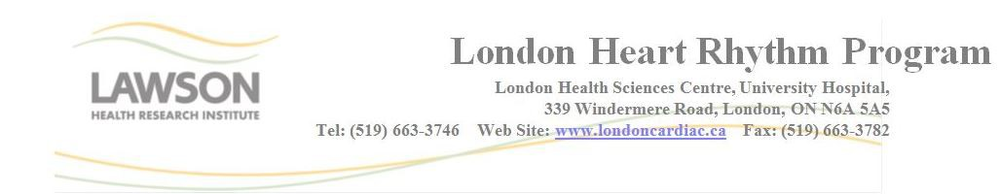 LAWSON
HEALTH RESEARCH INSTITUTE
London Heart Rhythm Program
London Health Sciences Centre, University Hospital,
339 Windermere Road, London, ON N6A 5A5
Tel: (519) 663-3746 Web Site: www.londoncardiac.ca Fax: (519) 663-3782